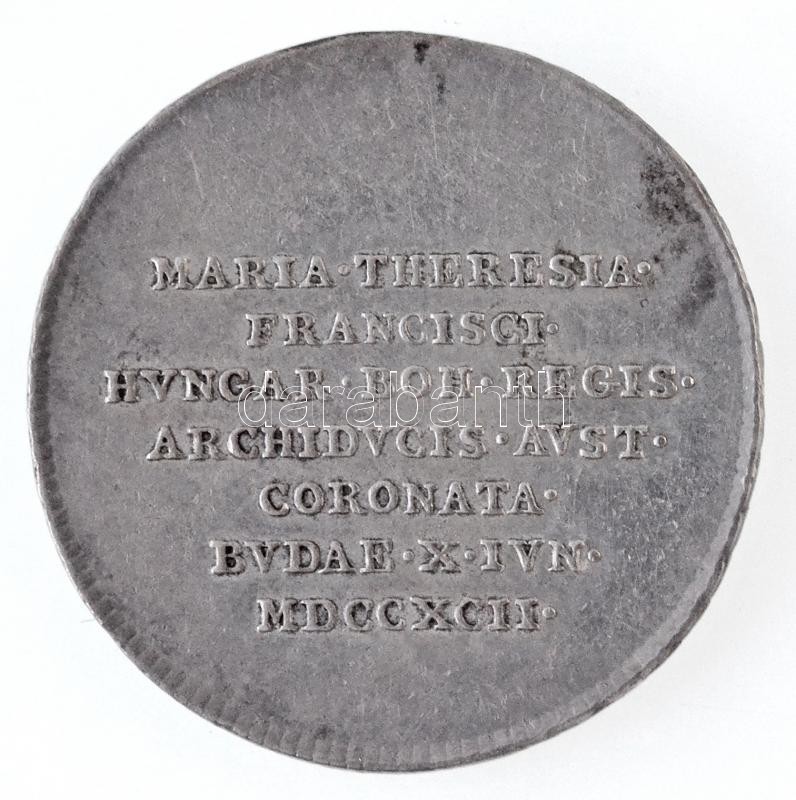 MARIA·THERESIA·
FRANCISCI·
HVNGAR·BOH·REGIS·
darabanth
ARCHIDVCIS·AVST·
CORONATA·
BVDAE·X·IVN·
MDCCXCII·